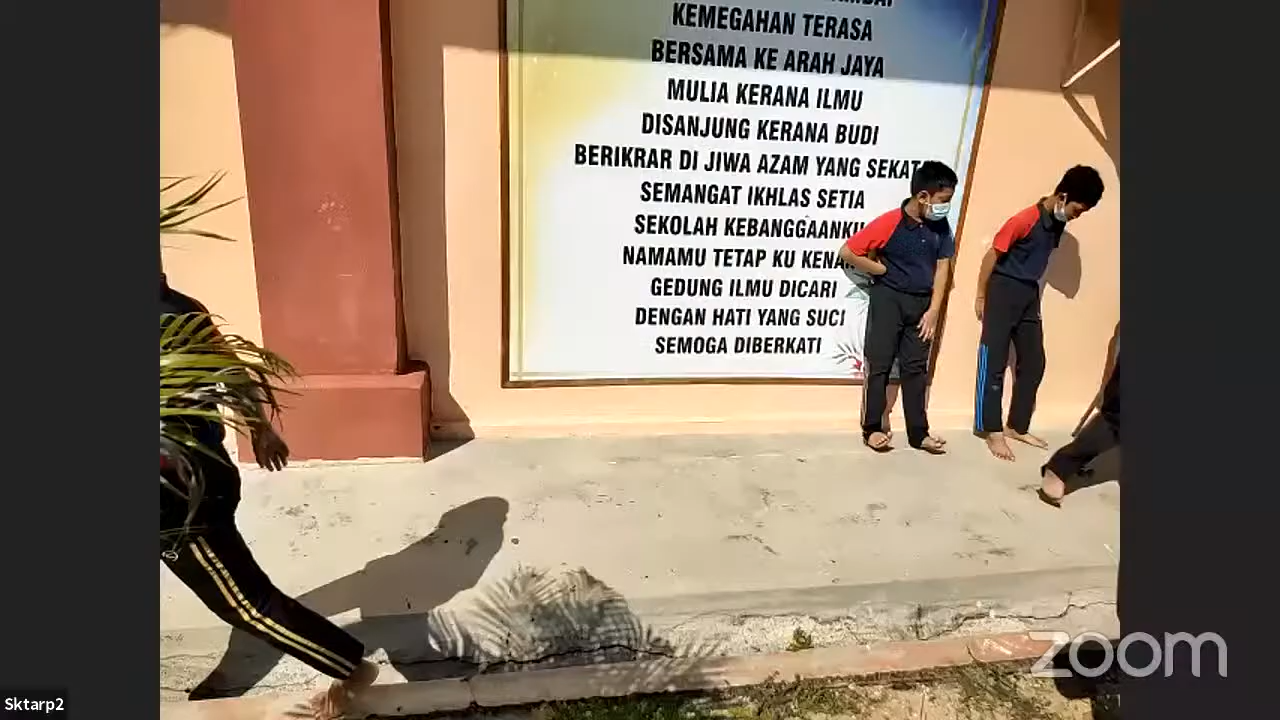 KEMEGAHAN TERASA
BERSAMA KE ARAH JAYA
MULIA KERANA ILMU
DISANJUNG KERANA BUDI
BERIKRAR DI JIWA AZAM YANG
SEMANGAT IKHLAS SETIA
SEKOLAH KEBANGGAANKU
NAMAMU TETAP KU
GEDUNG ILMU DICARI
DENGAN HATI YANG SUCI
SEMOGA DIBERKATI
zoom
Sktarp2